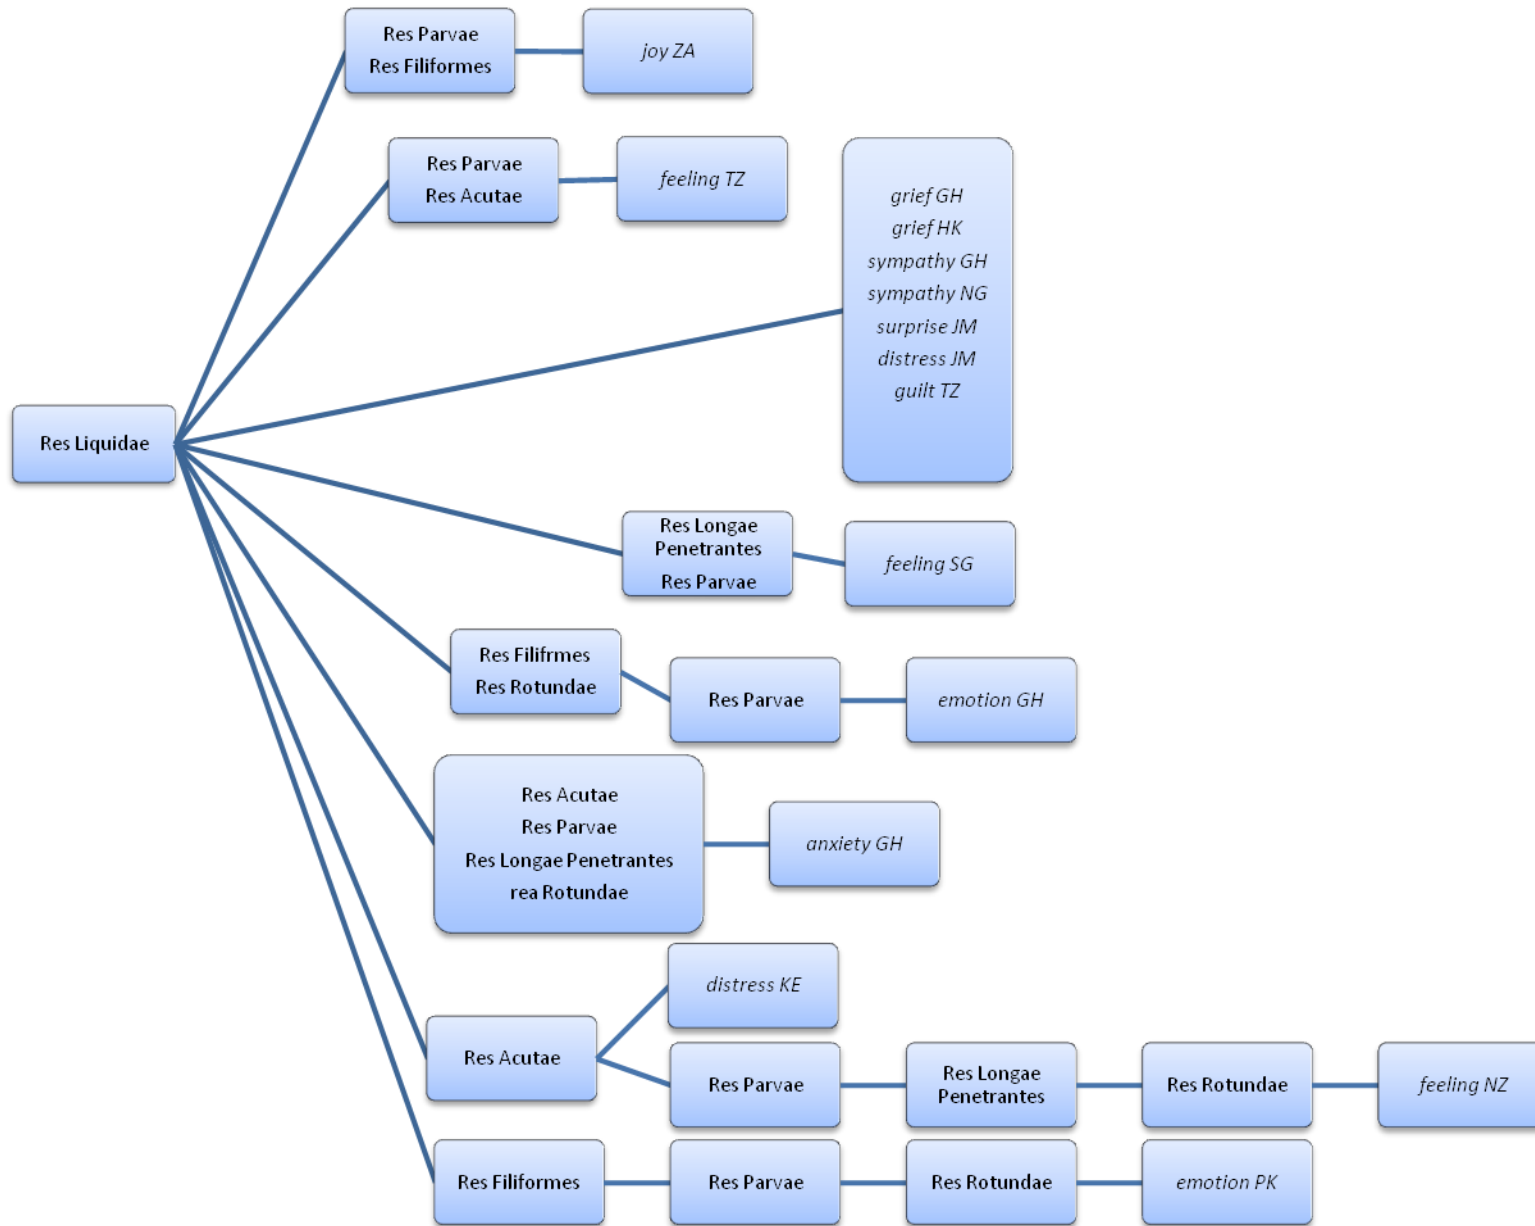 Res Parvae
Res Filiformes
joy ZA
Res Parvae
Res Acutae
feeling TZ
grief GH
grief HK
sympathy GH
sympathy NG
surprise JM
distress JM
guilt TZ
Res Liquidae
Res Longae
Penetrantes
Res Parvae
feeling SG
Res Filifrmes
Res Rotundae
Res Parvae
emotion GH
Res Acutae
Res Parvae
Res Longae Penetrantes
rea Rotundae
anxiety GH
distress KE
Res Acutae
Res Parvae
Res Longae
Penetrantes
Res Rotundae
feeling NZ
Res Filiformes
Res Parvae
Res Rotundae
emotion PK